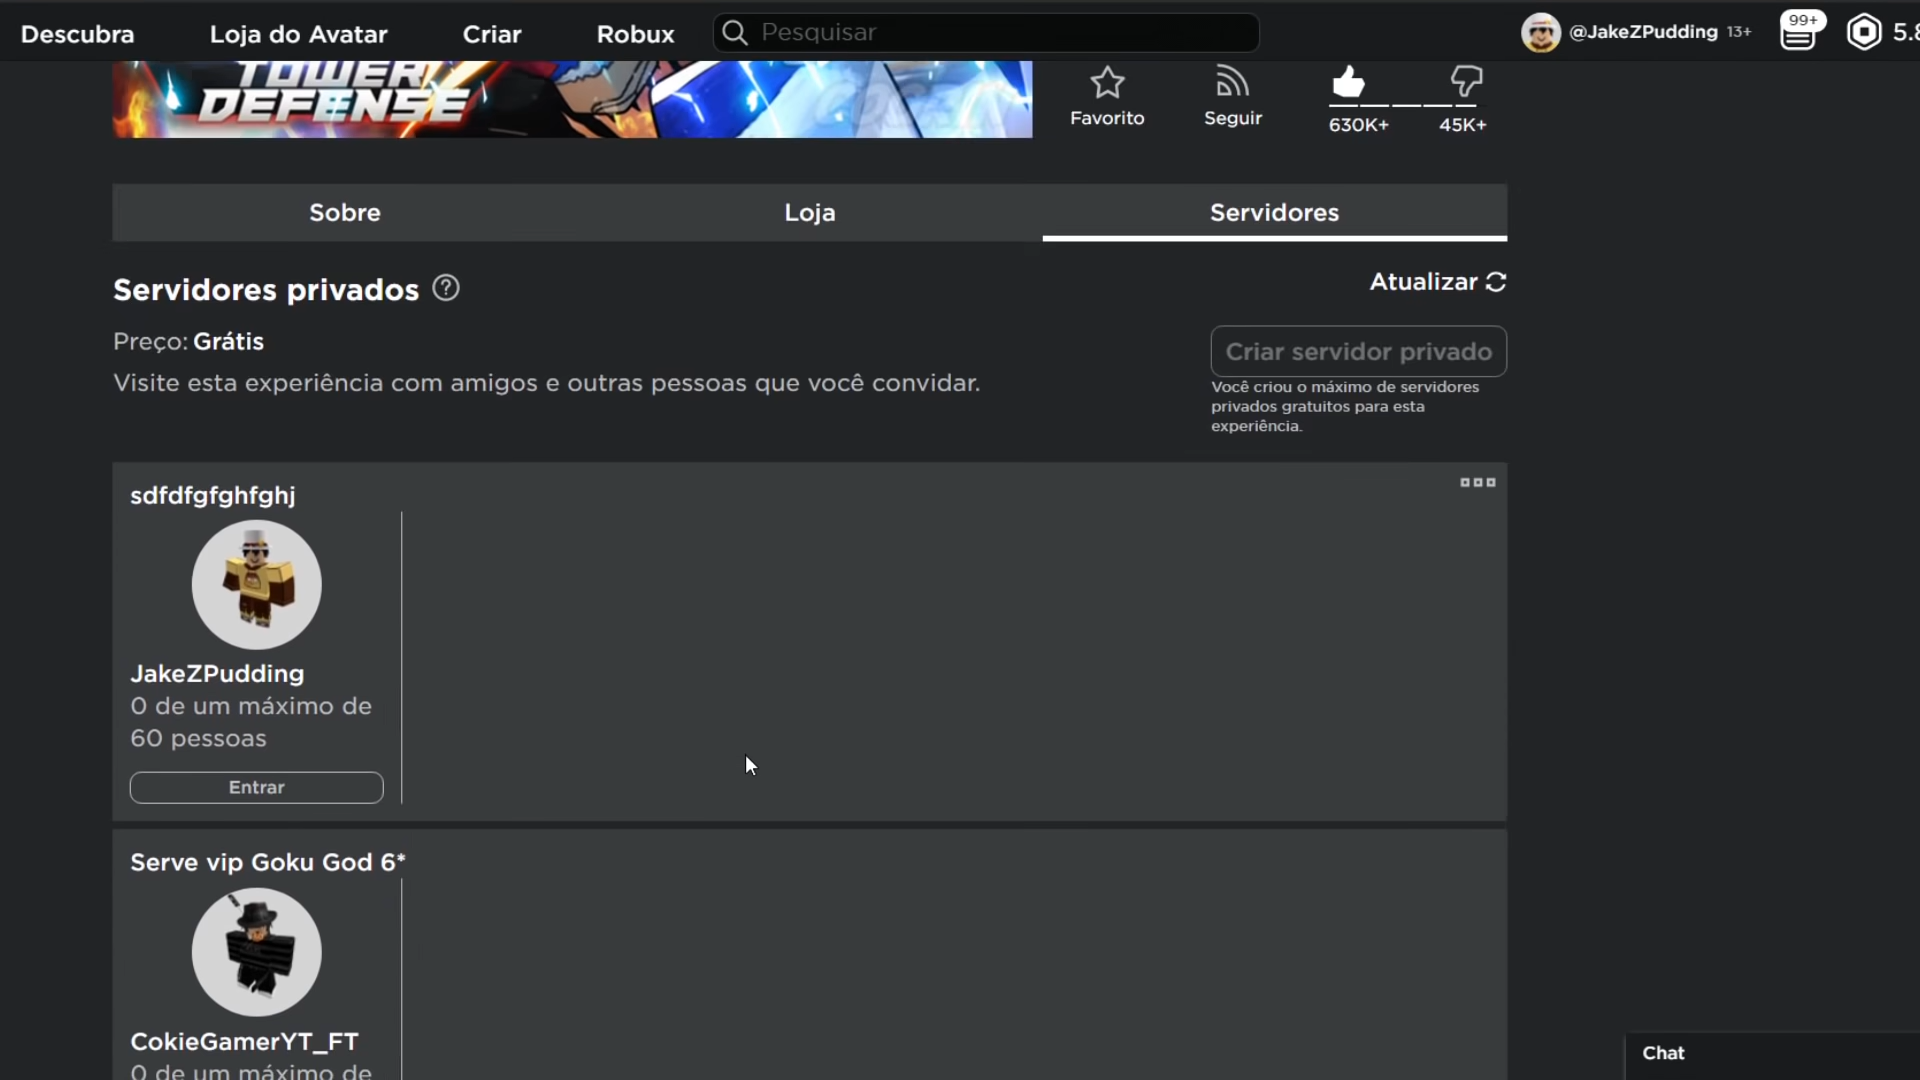 Descubra Loja do Avatar Criar Robux Pesquisar @JakeZPudding 13+ 99+
TOWER
DEFENSE
Favorito Seguir 630K+ 45K+
Sobre Loja Servidores
Servidores privados ?
Atualizar
Preço: Grátis
Visite esta experiência com amigos e outras pessoas que você convidar.
Criar servidor privado
Você criou o máximo de servidores
privados gratuitos para esta
experiência.
sdfdfgfghfghj
JakeZPudding
0 de um máximo de
60 pessoas
Entrar
Serve vip Goku God 6*
CokieGamerYT_FT
0 de um máximo de
Chat